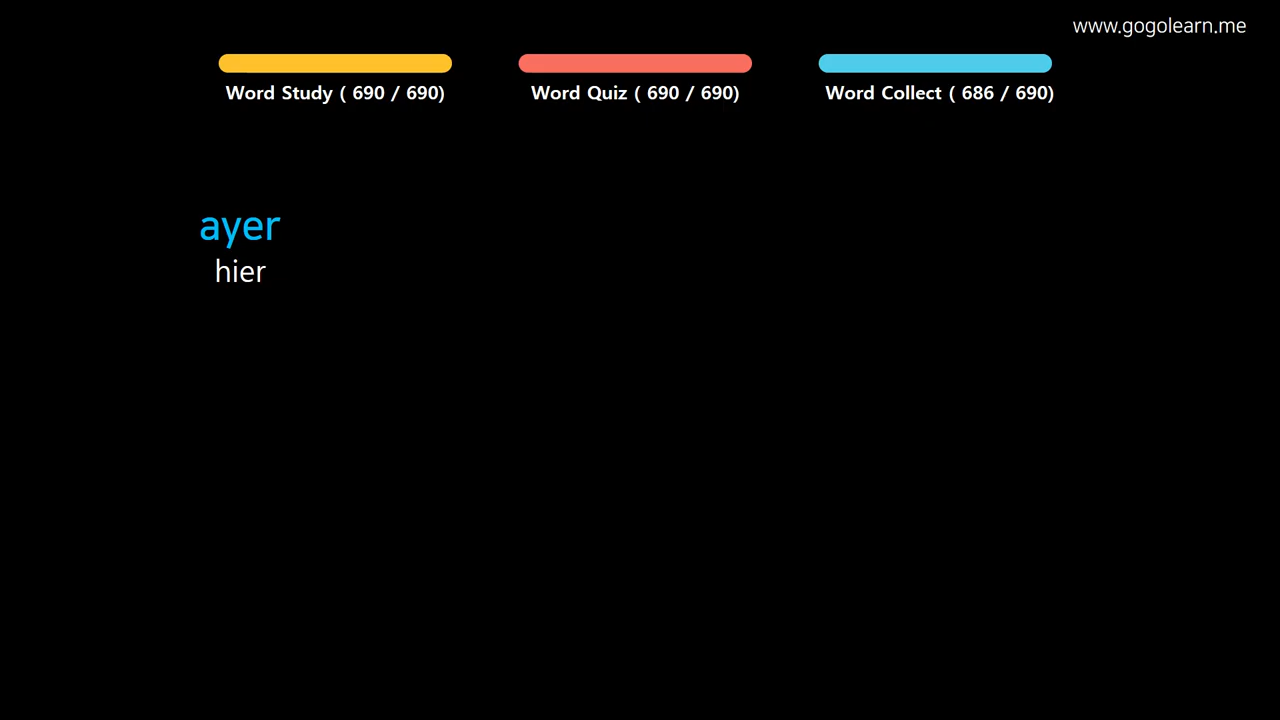 www.gogolearn.me
Word Study ( 690 / 690)
Word Quiz ( 690 / 690)
Word Collect ( 686 / 690)
ayer
hier